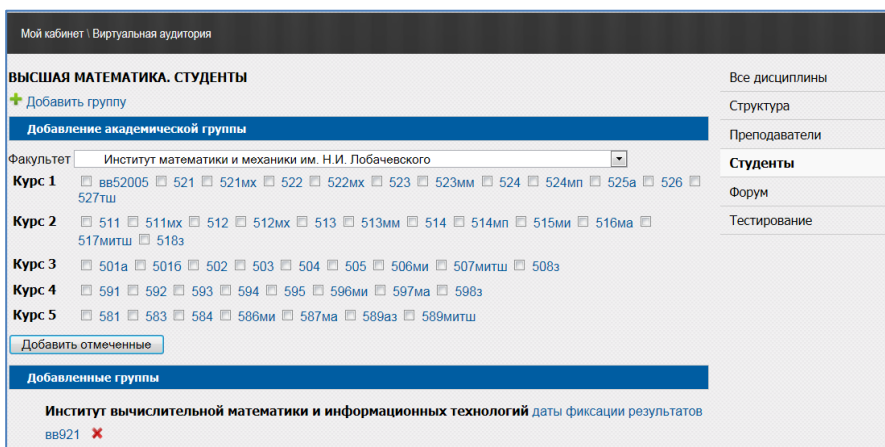 Мой кабинет \ Виртуальная аудитория
ВЫСШАЯ МАТЕМАТИКА. СТУДЕНТЫ
Добавить группу
Добавление академической группы
Факультет Институт математики и механики им. Н.И. Лобачевского
Курс 1 вв52005 521 521мх 522 522мх 523 523мм 524 524мп 525а 526
527тш
Курс 2 511 511мх 512 512мх 513 513мм 514 514мп 515ми 516ма
517митш 518з
Курс 3 501а 501б 502 503 504 505 506ми 507митш 508з
Курс 4 591 592 593 594 595 596ми 597ма 598з
Курс 5 581 583 584 586ми 587ма 589аз 589митш
Добавить отмеченные
Добавленные группы
Институт вычислительной математики и информационных технологий даты фиксации результатов
вв921
Все дисциплины
Структура
Преподаватели
Студенты
Форум
Тестирование